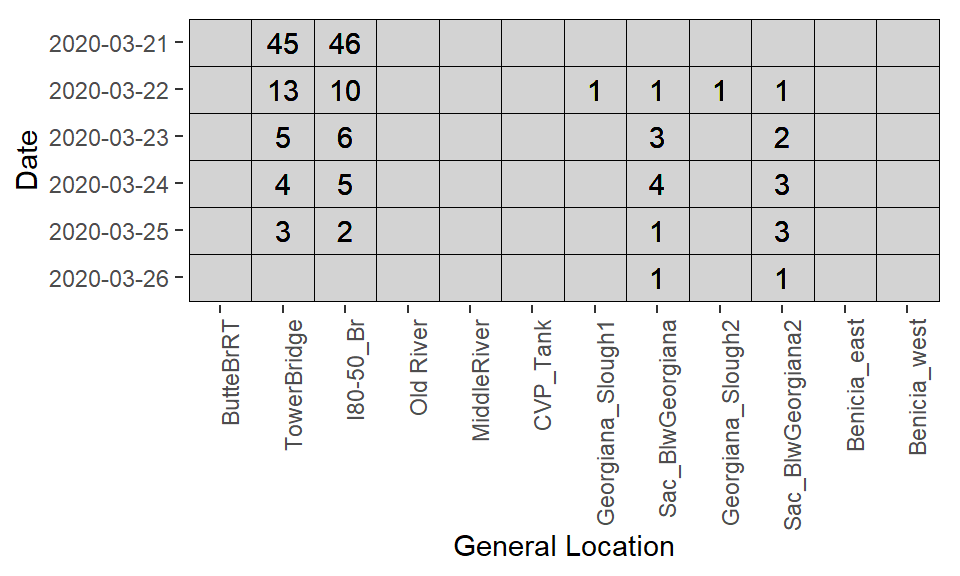 2020-03-21 45 46
2020-03-22 13 10 1 1 1 1
2020-03-23 5 6 3 2
2020-03-24 4 5 4 3
2020-03-25 3 2 1 3
2020-03-26 1 1
Date
ButteBrRT
TowerBridge
I80-50_Br
Old River
MiddleRiver
CVP_Tank
Georgiana_Slough1
Sac_BlwGeorgiana
Georgiana_Slough2
Sac_BlwGeorgiana2
Benicia_east
Benicia_west
General Location